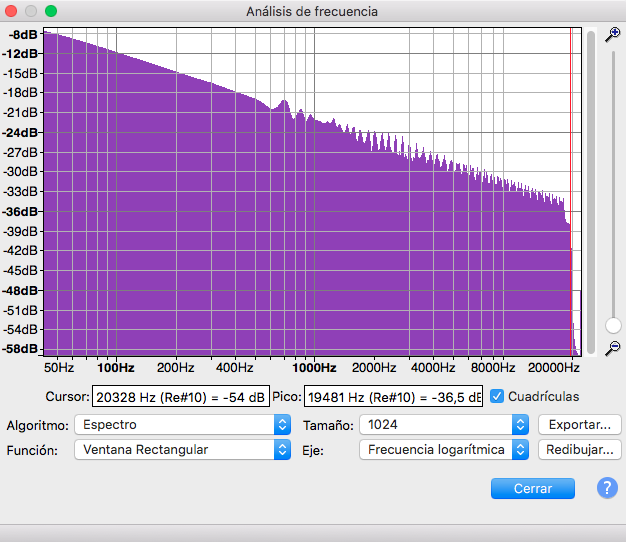 Análisis de frecuencia
-8dB
-12dB
-15dB
-18dB
-21dB
-24dB
-27dB
-30dB
-33dB
-36dB
-39dB
-42dB
-45dB
-48dB
-51dB
-54dB
-58dB
50Hz 100Hz 200Hz 400Hz 1000Hz 2000Hz 4000Hz 8000Hz 20000Hz
Cursor: 20328 Hz (Re#10) = -54 dB Pico: 19481 Hz (Re#10) = -36,5 dB Cuadrículas
Algoritmo: Espectro Tamaño: 1024 Exportar...
Función: Ventana Rectangular Eje: Frecuencia logarítmica Redibujar...
Cerrar ?